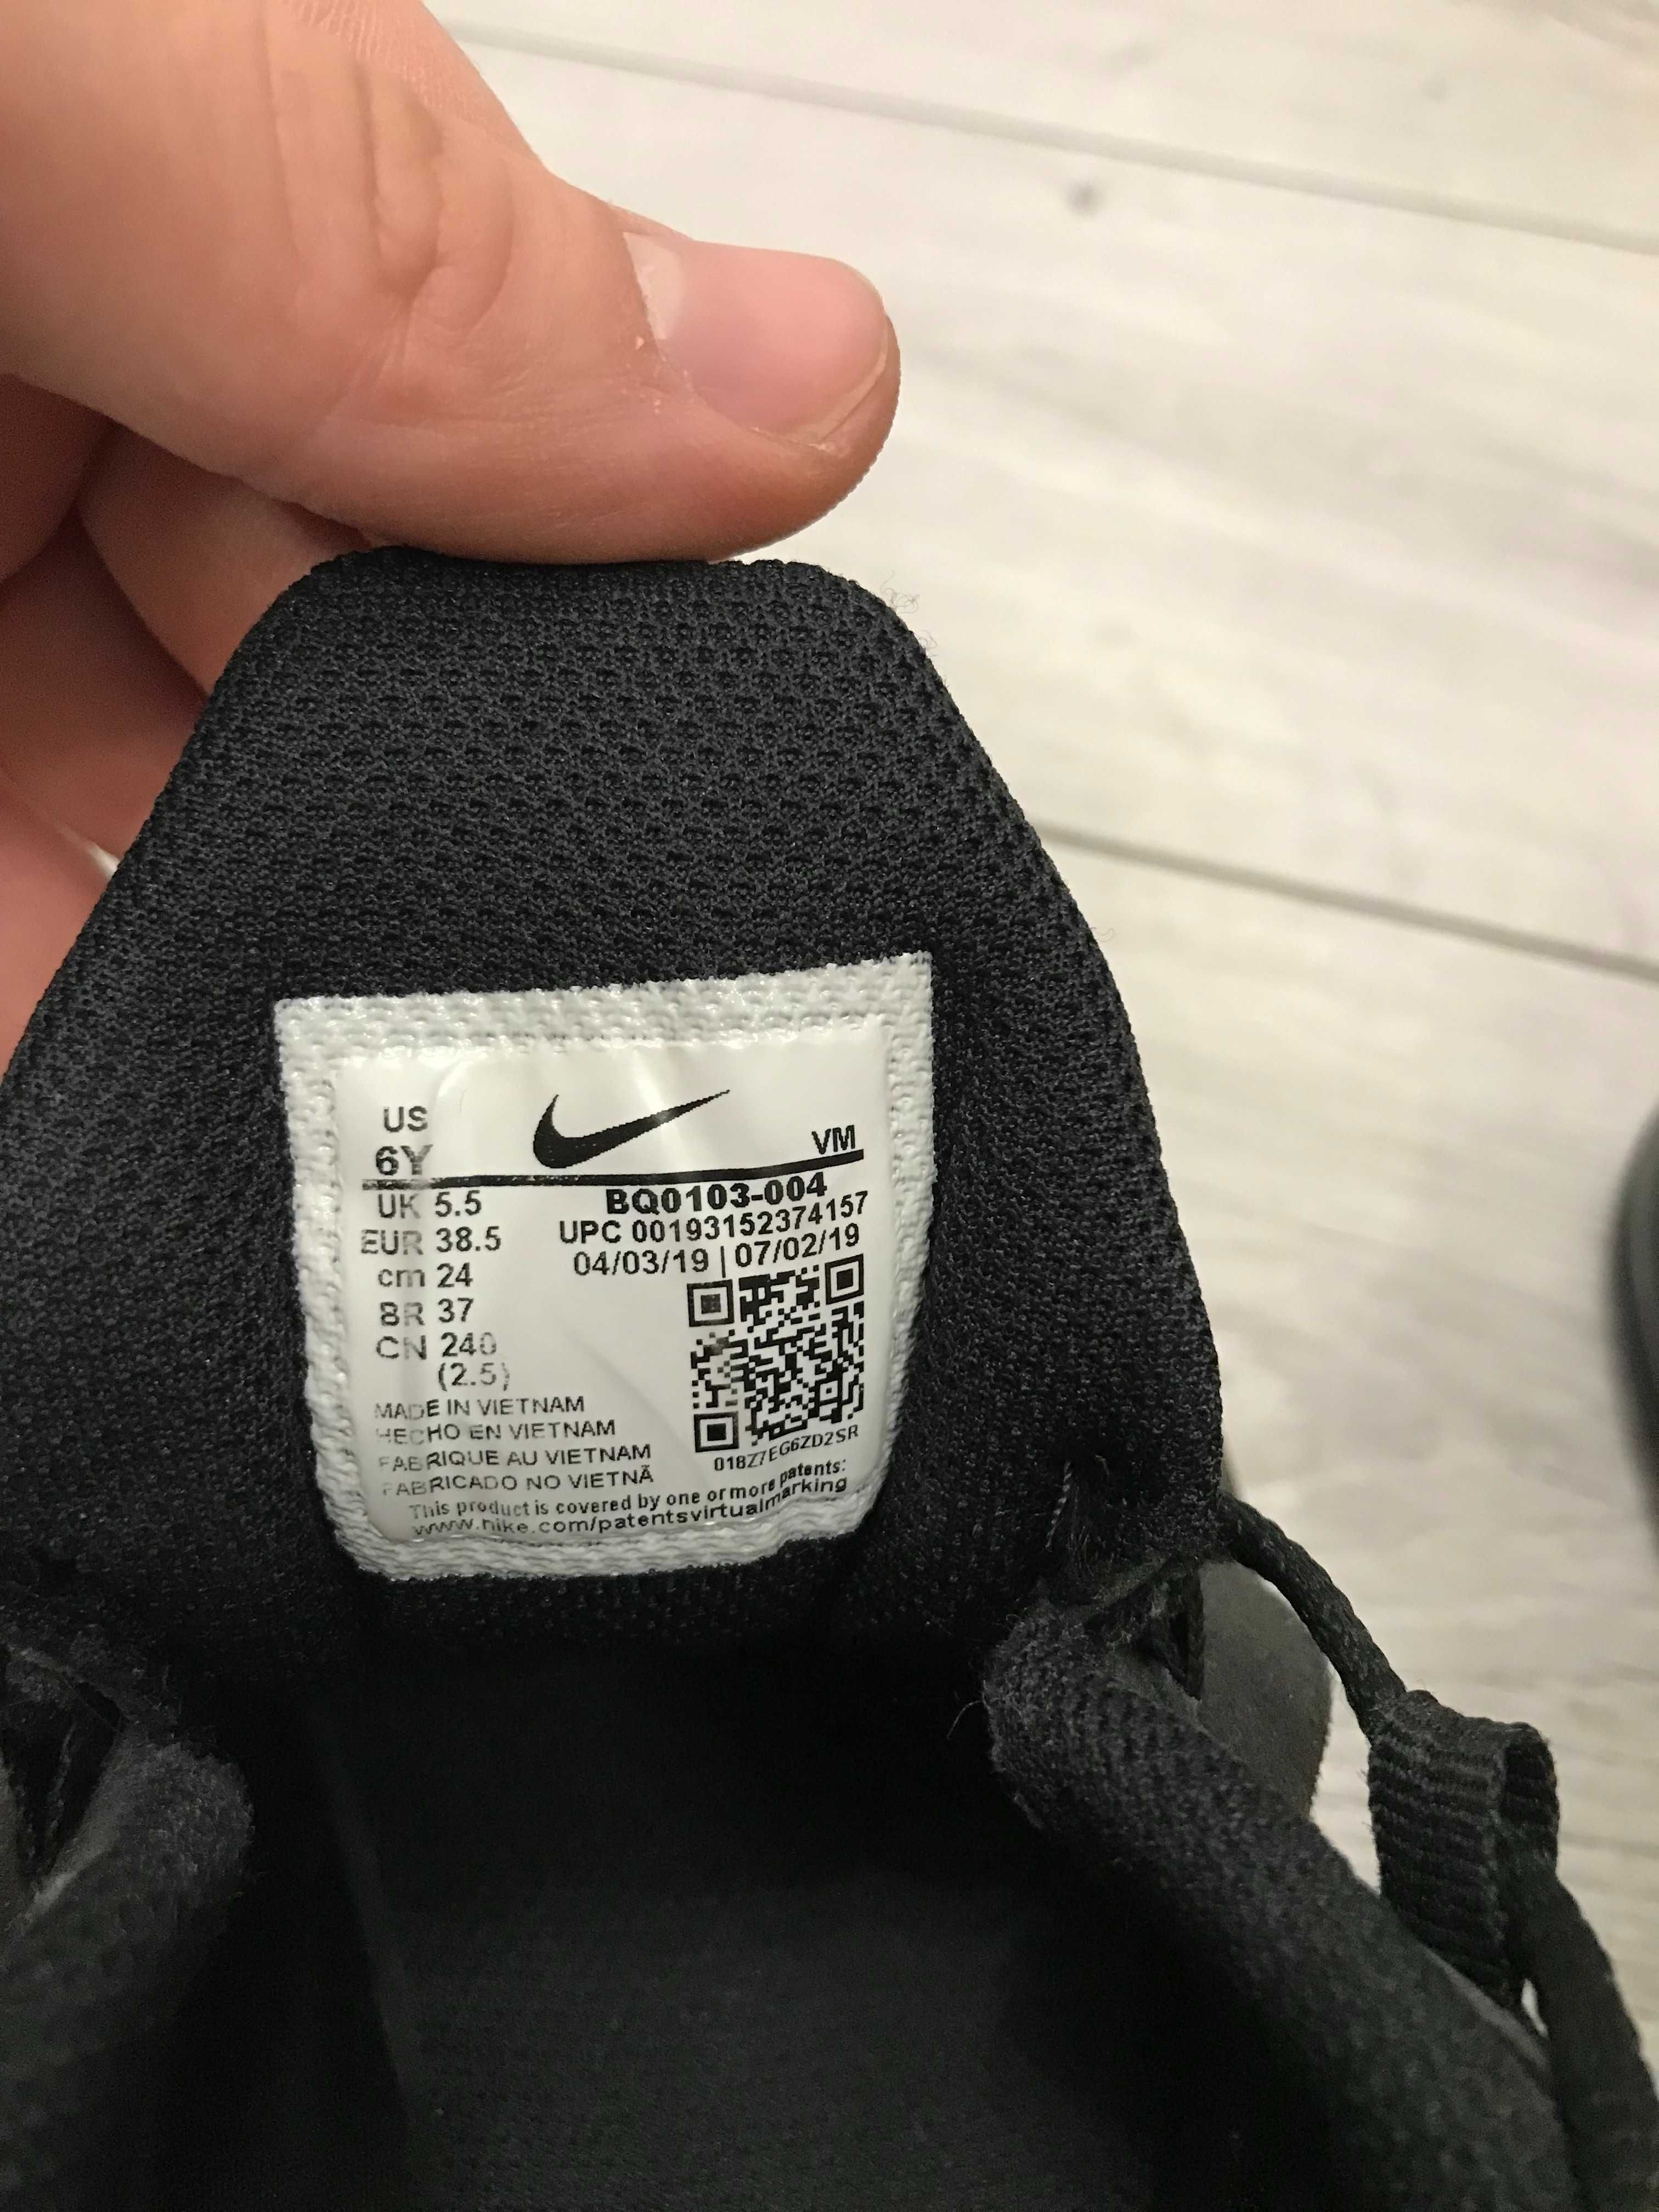 US
6Y
VM
UK 5.5
EUR 38.5
cm 24
BR 37
CN 240
(2.5)
BQ0103-004
UPC 00193152374157
04/03/19 | 07/02/19
018Z7EG6ZD2SR
MADE IN VIETNAM
HECHO EN VIETNAM
FABRIQUE AU VIETNAM
FABRICADO NO VIETNÃ
This product is covered by one or more patents:
www.nike.com/patentsvirtualmarking